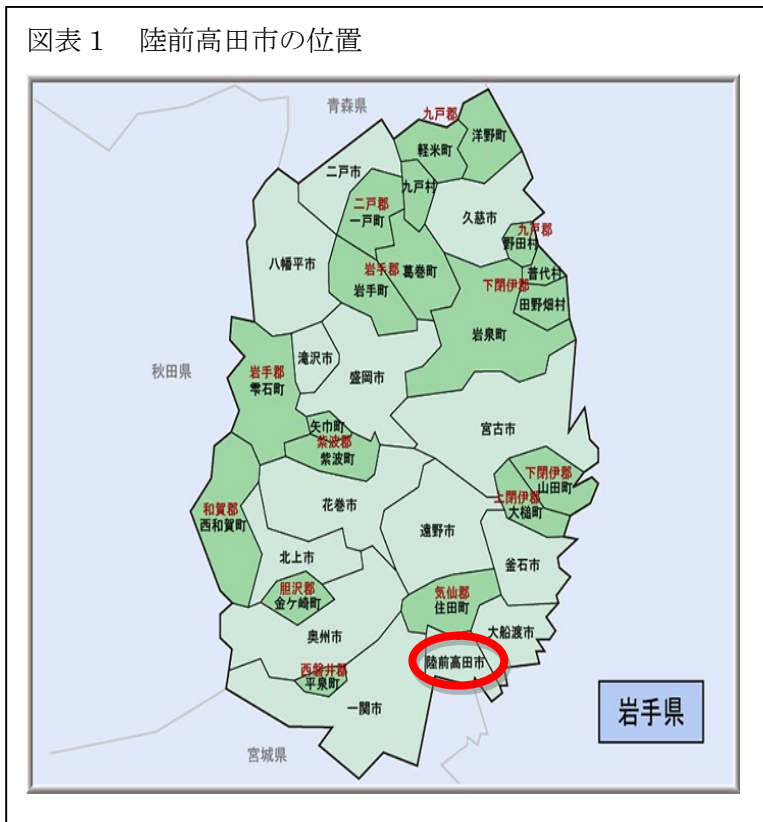 図表1 陸前高田市の位置
青森県
九戸郡
洋野町
軽米町
二戸市
九戸村
二戸郡
一戸町
久慈市
九戸郡
野田村
八幡平市
岩手郡
葛巻町
岩手町
普代村
下閉伊郡
田野畑村
岩泉町
滝沢市
秋田県
岩手郡
雫石町
盛岡市
矢巾町
紫波郡
紫波町
宮古市
下閉伊郡
山田町
上閉伊郡
大槌町
和賀郡
西和賀町
花巻市
遠野市
北上市
釜石市
胆沢郡
金ケ崎町
気仙郡
住田町
奥州市
大船渡市
陸前高田市
西磐井郡
平泉町
一関市
岩手県
宮城県